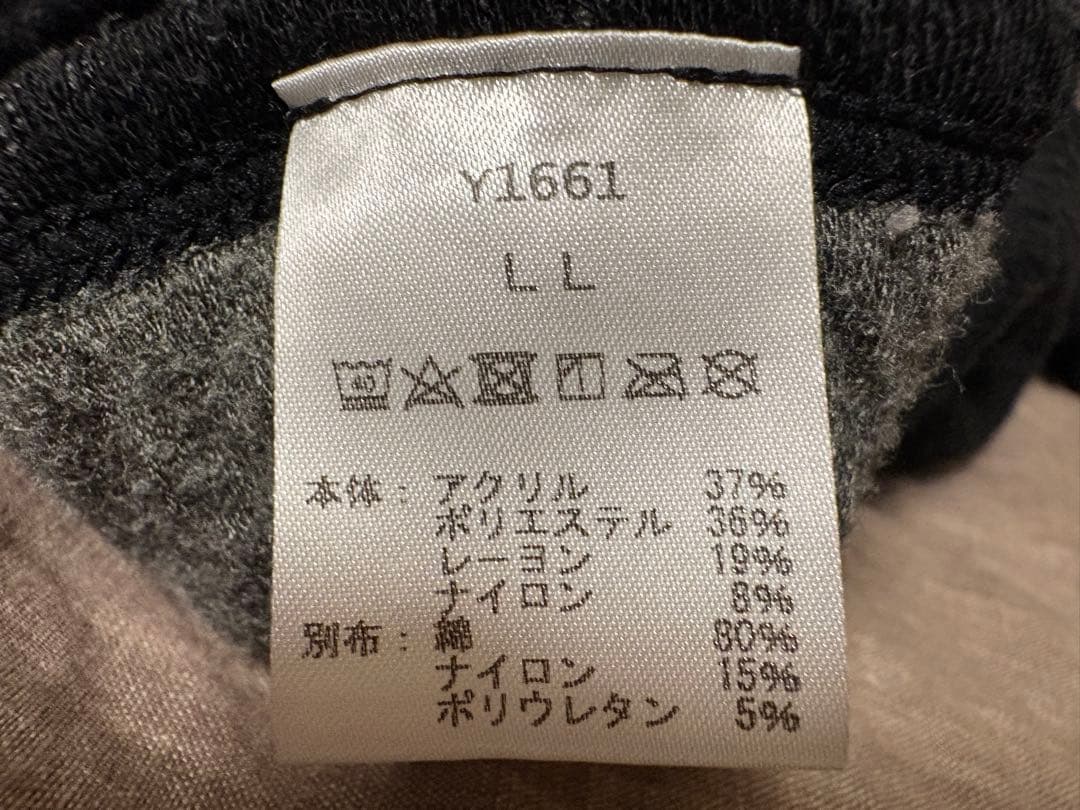 Y1661
LL
40
本体: アクリル 37%
ポリエステル 36%
レーヨン 19%
ナイロン 8%
別布: 綿 80%
ナイロン 15%
ポリウレタン 5%